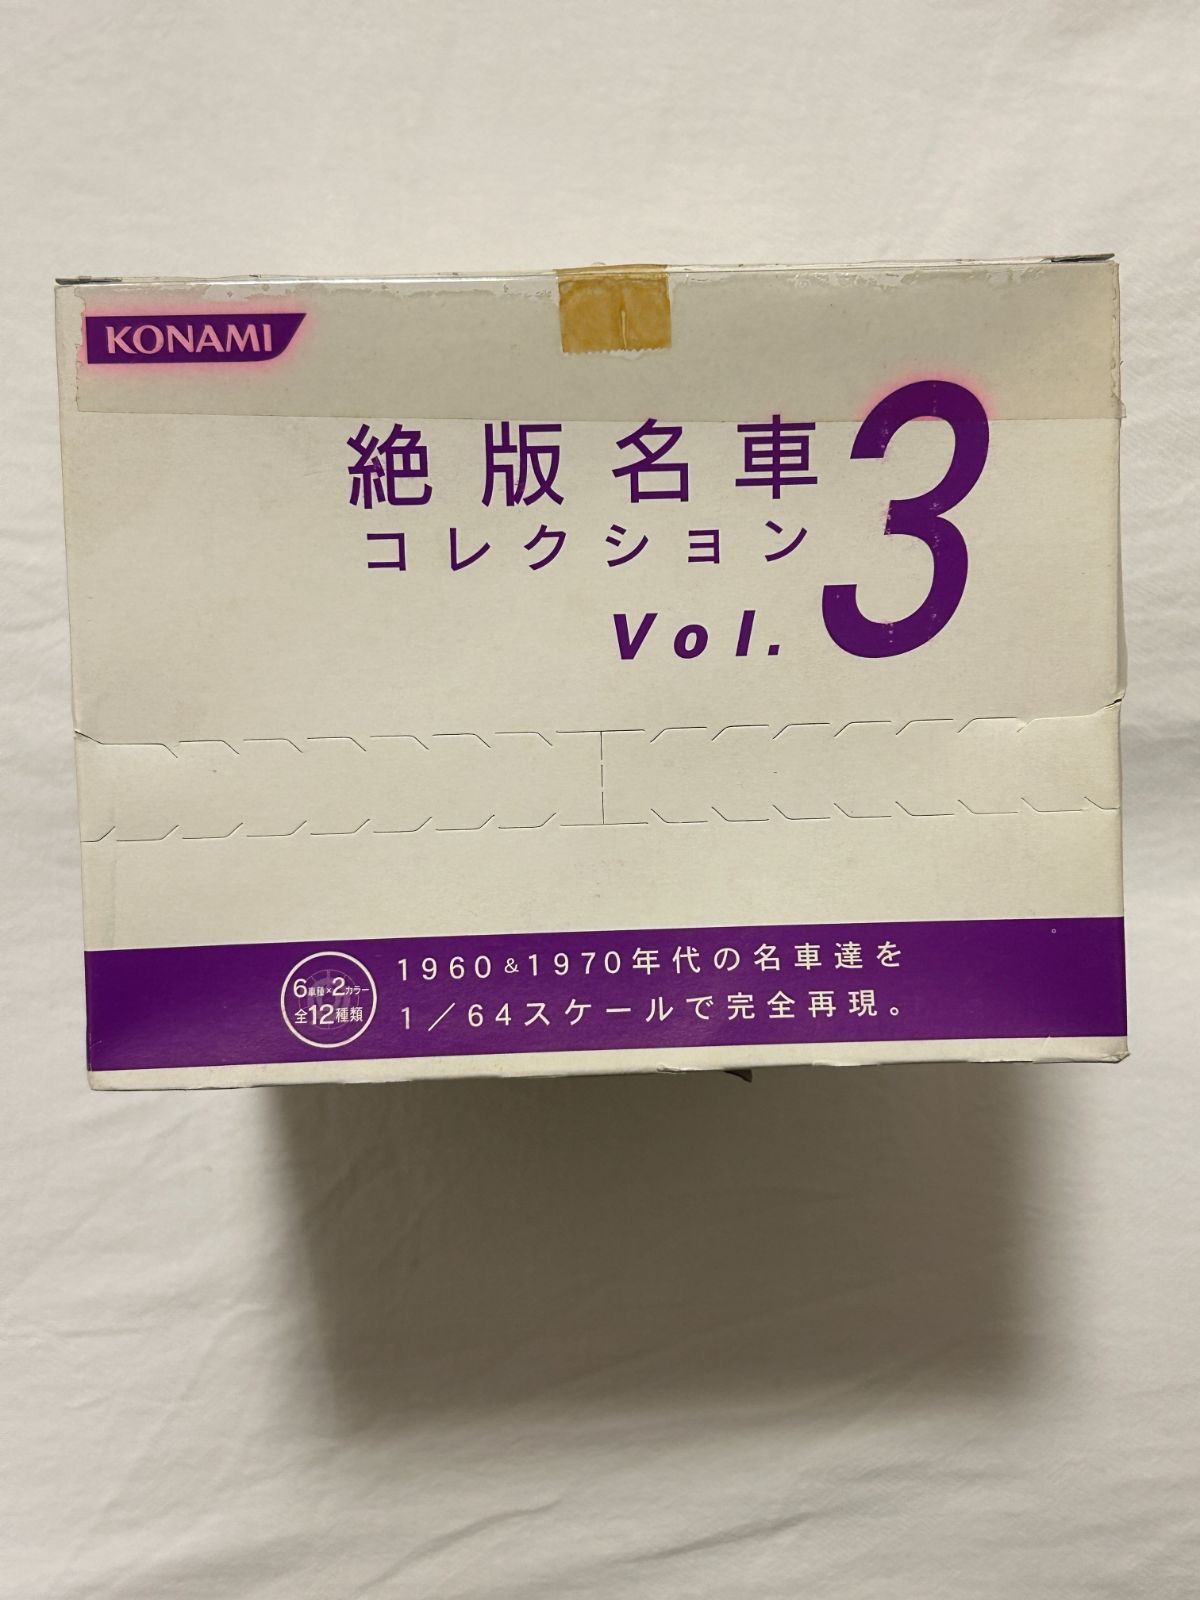 KONAMI
絶版名車
コレクション
Vol.3
6車種×2カラー
全12種類
1960&1970年代の名車達を
1／64スケールで完全再現。